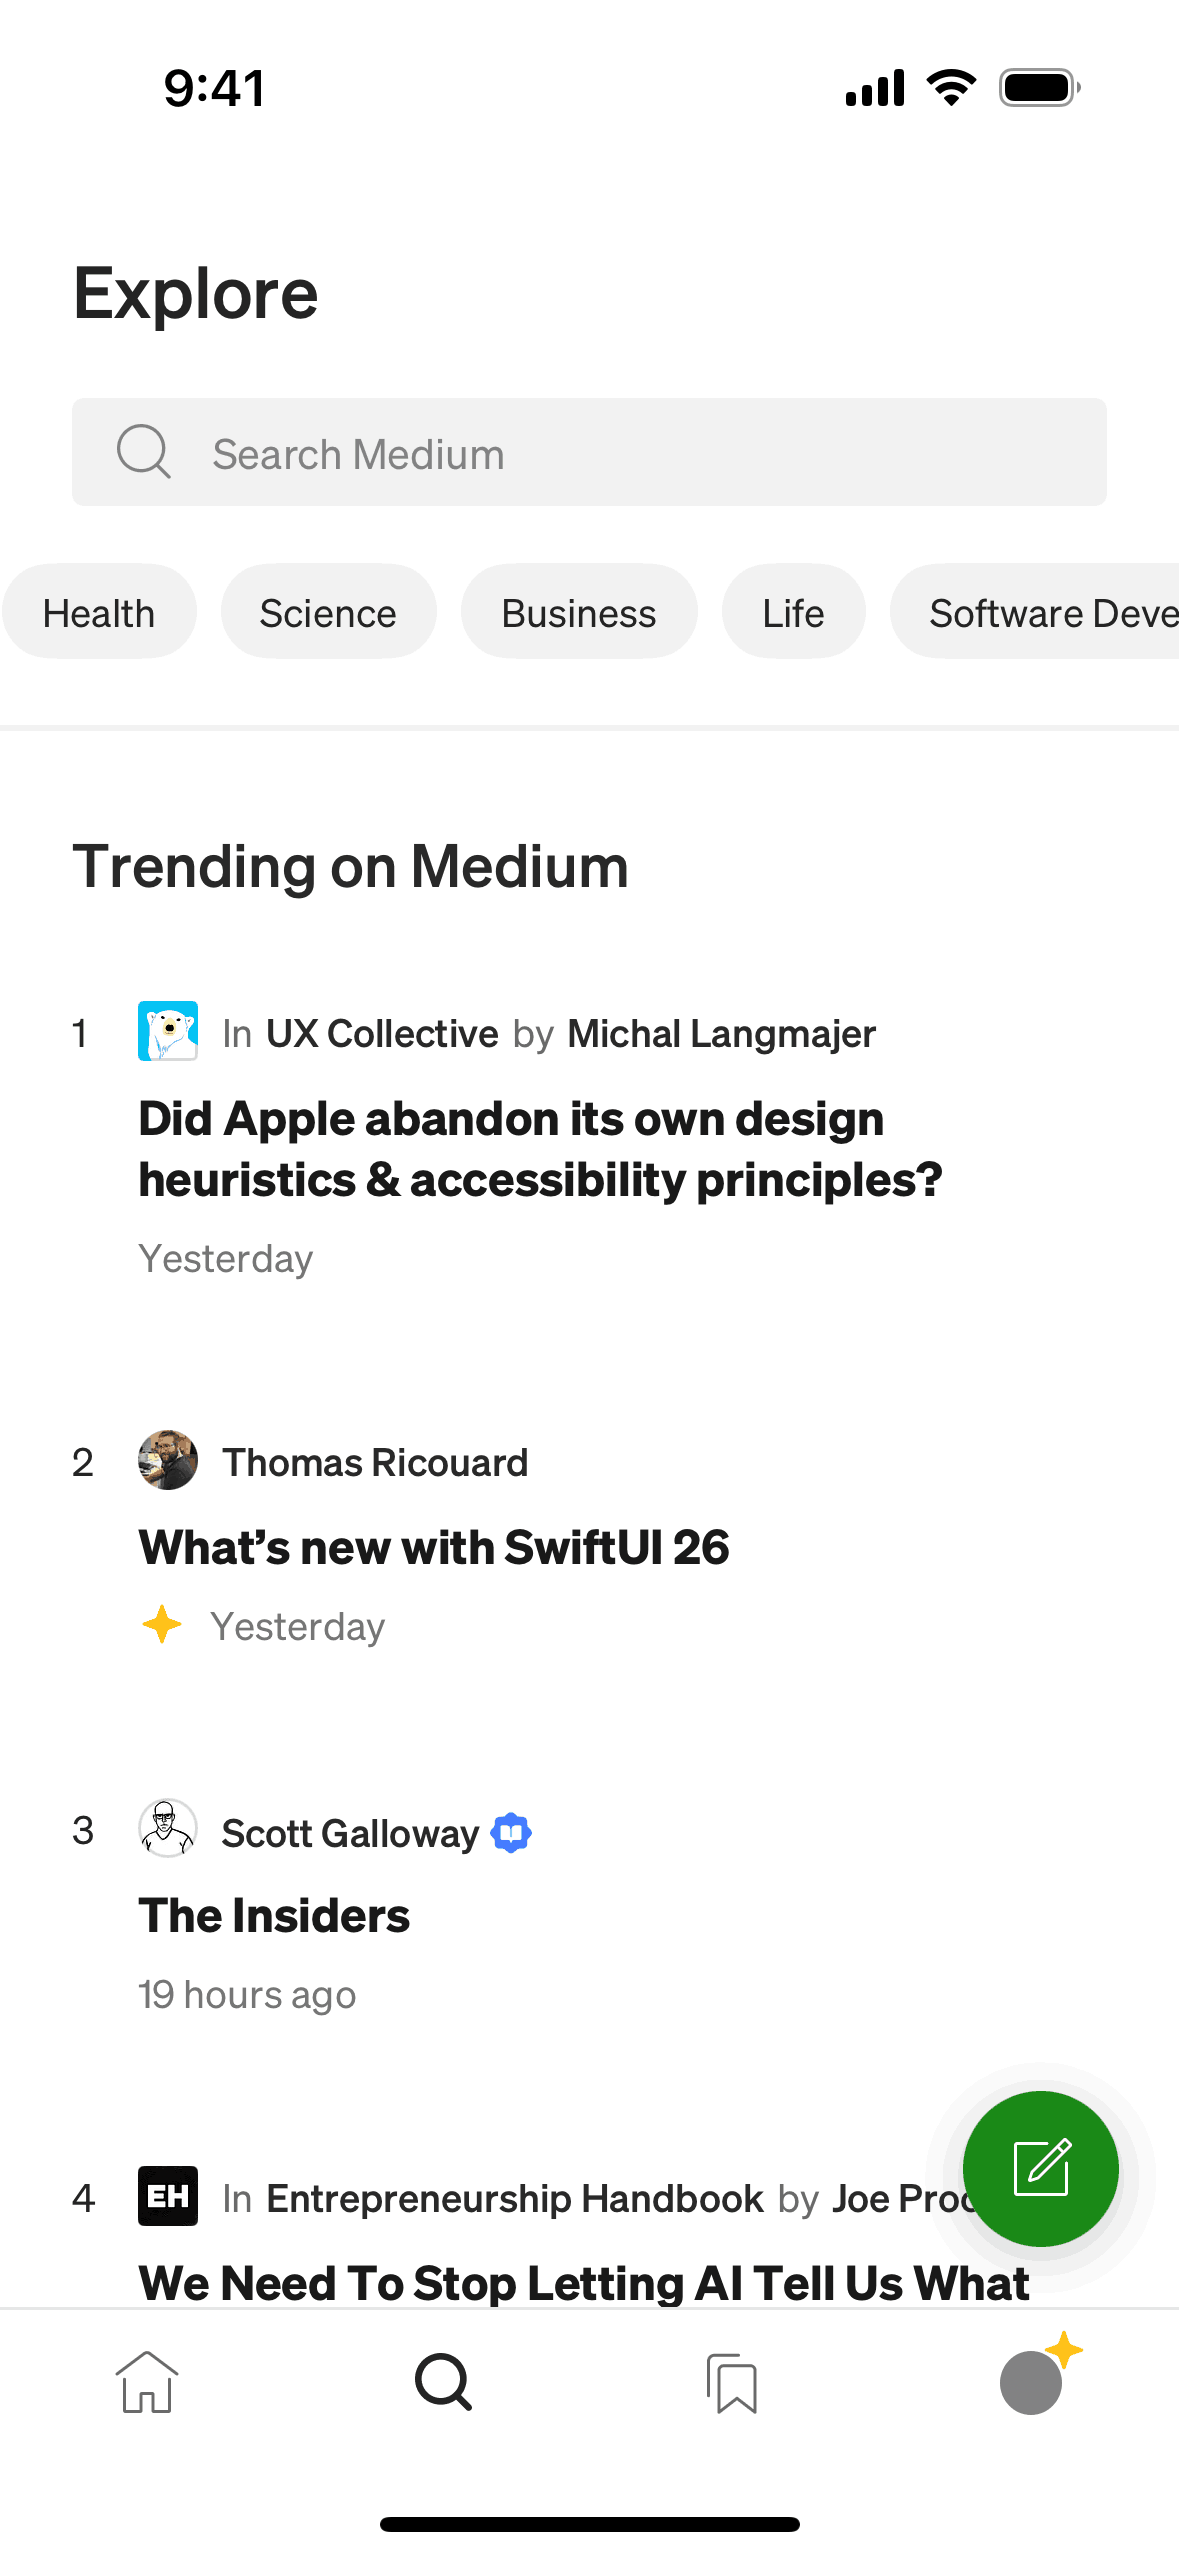 9:41
Explore
Search Medium
Health Science Business Life Software Deve
Trending on Medium
1 In UX Collective by Michal Langmajer
Did Apple abandon its own design
heuristics & accessibility principles?
Yesterday
2 Thomas Ricouard
What’s new with SwiftUI 26
Yesterday
3 Scott Galloway
The Insiders
19 hours ago
4 EH In Entrepreneurship Handbook by Joe Proc
We Need To Stop Letting AI Tell Us What